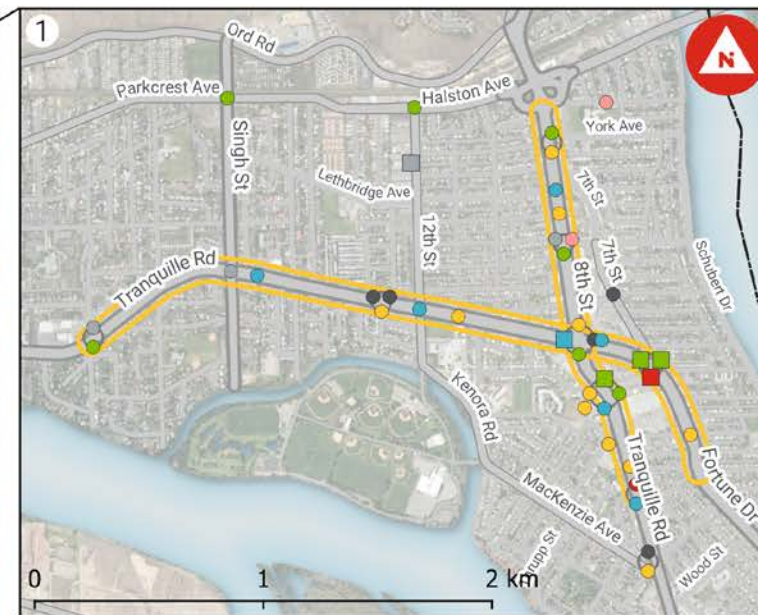 1
Ord Rd
N
Parkcrest Ave
Halston Ave
York Ave
Singh St
Lethbridge Ave
12th St
7th St
7th St
Schubert Dr
Tranquille Rd
8th St
Kenora Rd
Tranquille Rd
Fortune Dr
MacKenzie Ave
Wood St
0 1 2 km